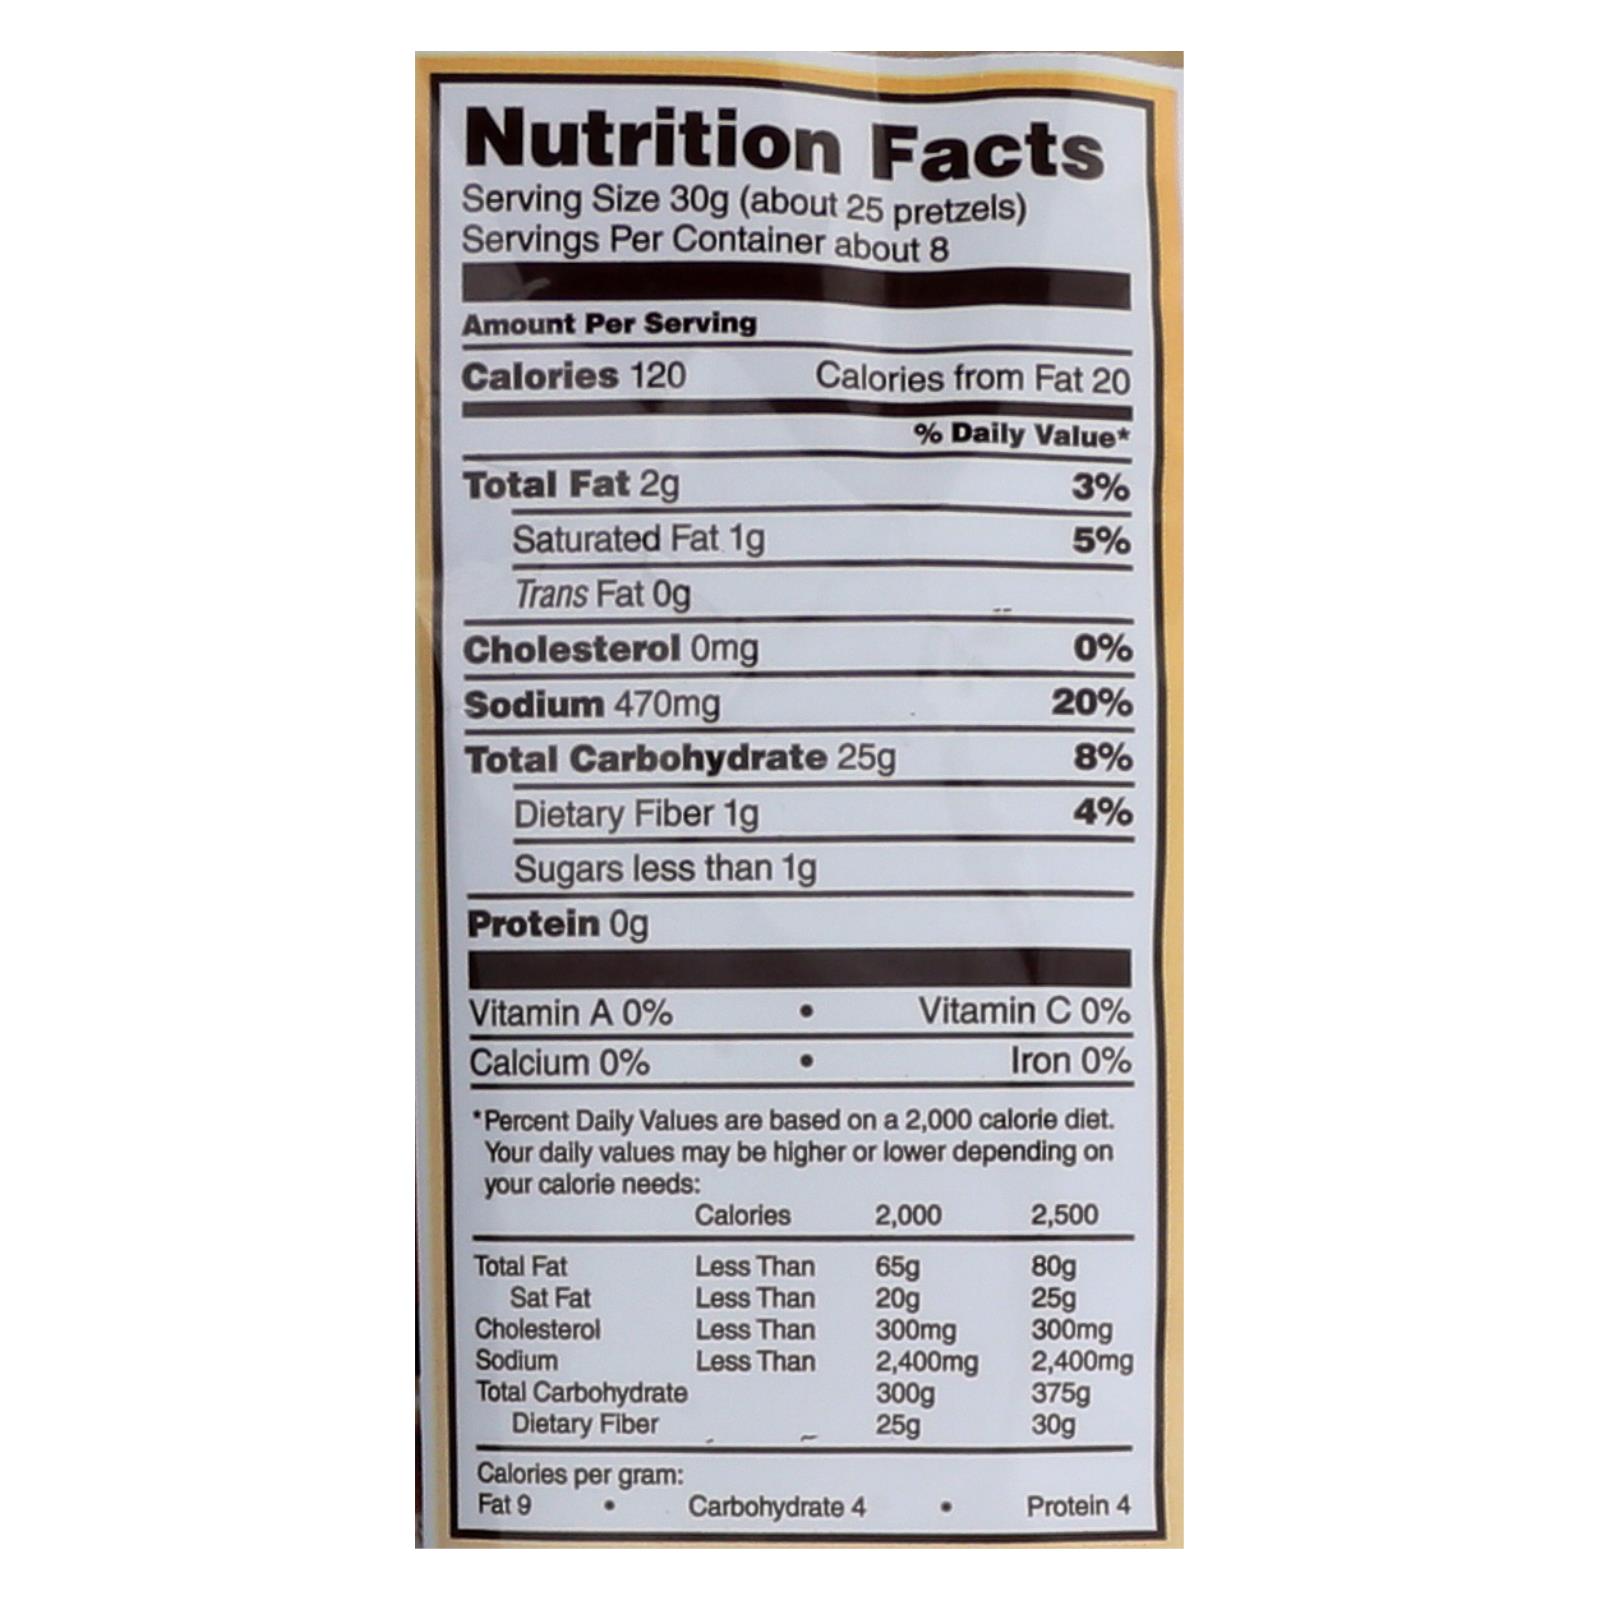 Nutrition Facts
Serving Size 30g (about 25 pretzels)
Servings Per Container about 8
Amount Per Serving
Calories 120 Calories from Fat 20
% Daily Value*
Total Fat 2g 3%
Saturated Fat 1g 5%
Trans Fat 0g
Cholesterol 0mg 0%
Sodium 470mg 20%
Total Carbohydrate 25g 8%
Dietary Fiber 1g 4%
Sugars less than 1g
Protein 0g
Vitamin A 0% • Vitamin C 0%
Calcium 0% • Iron 0%
*Percent Daily Values are based on a 2,000 calorie diet.
Your daily values may be higher or lower depending on
your calorie needs:
Calories 2,000 2,500
Total Fat Less Than 65g 80g
Sat Fat Less Than 20g 25g
Cholesterol Less Than 300mg 300mg
Sodium Less Than 2,400mg 2,400mg
Total Carbohydrate 300g 375g
Dietary Fiber 25g 30g
Calories per gram:
Fat 9 • Carbohydrate 4 • Protein 4